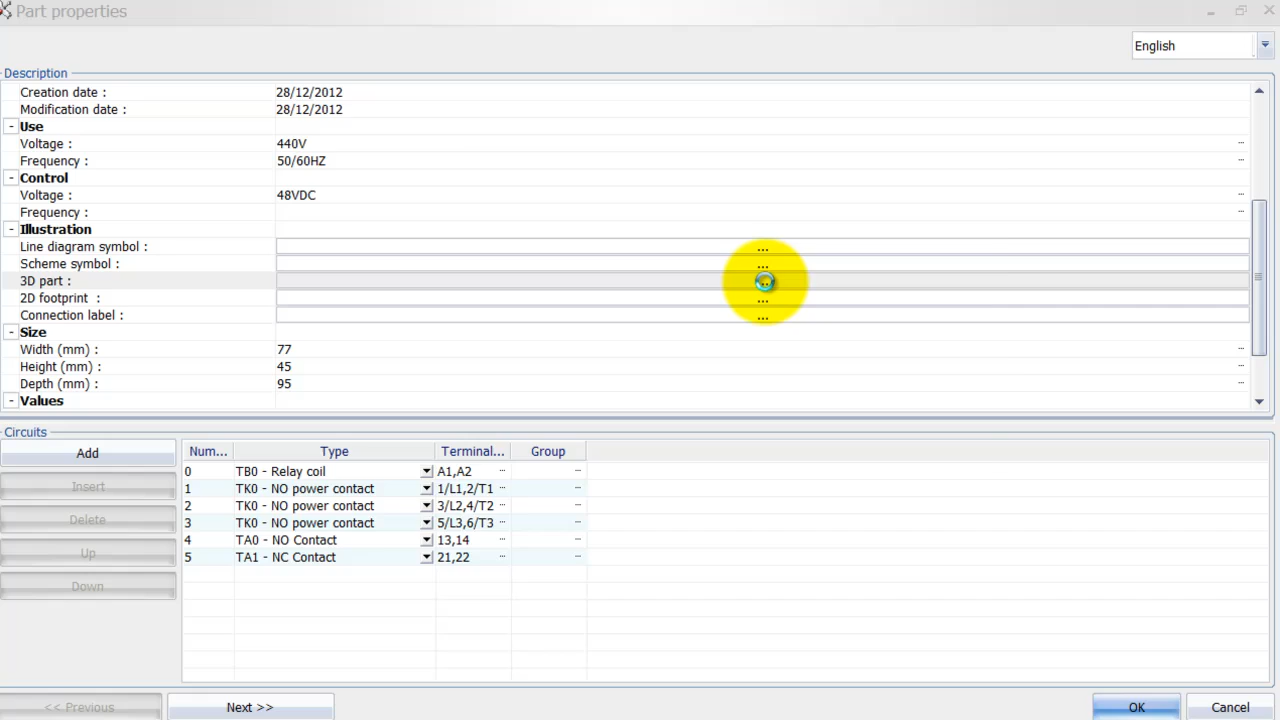 Part properties
English
Description
Creation date : 28/12/2012
Modification date : 28/12/2012
- Use
Voltage : 440V ...
Frequency : 50/60HZ ...
- Control
Voltage : 48VDC ...
Frequency : ...
- Illustration
Line diagram symbol : ...
Scheme symbol : ...
3D part :
2D footprint : ...
Connection label : ...
- Size
Width (mm) : 77 ...
Height (mm) : 45 ...
Depth (mm) : 95 ...
- Values
Circuits
Add
Insert
Delete
Up
Down
Num... Type Terminal... Group
0 TB0 - Relay coil A1,A2 ... ...
1 TK0 - NO power contact 1/L1,2/T1 ... ...
2 TK0 - NO power contact 3/L2,4/T2 ... ...
3 TK0 - NO power contact 5/L3,6/T3 ... ...
4 TA0 - NO Contact 13,14 ... ...
5 TA1 - NC Contact 21,22 ... ...
<< Previous Next >> OK Cancel